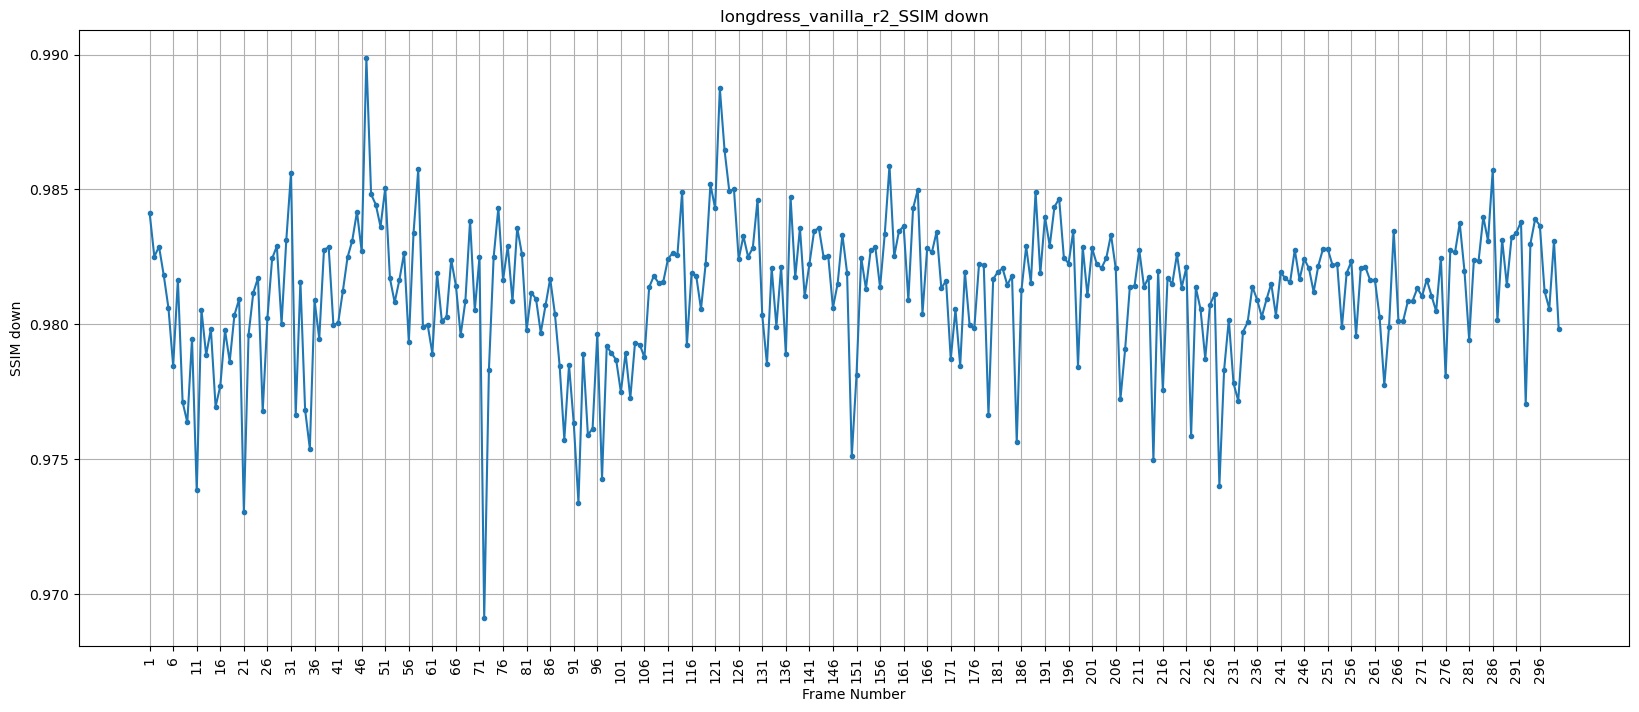 longdress_vanilla_r2_SSIM down
0.990
0.985
0.980
0.975
0.970
SSIM down
1 6 11 16 21 26 31 36 41 46 51 56 61 66 71 76 81 86 91 96 101 106 111 116 121 126 131 136 141 146 151 156 161 166 171 176 181 186 191 196 201 206 211 216 221 226 231 236 241 246 251 256 261 266 271 276 281 286 291 296
Frame Number